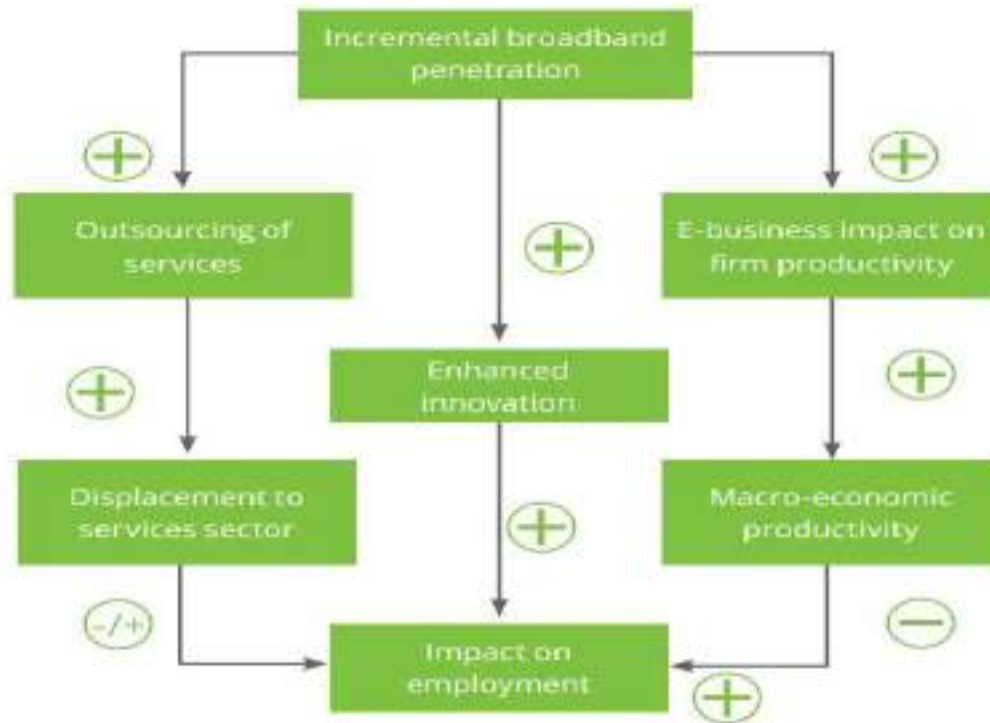 Incremental broadband
penetration
+
+
Outsourcing of
services
+
E-business impact on
firm productivity
+
Enhanced
innovation
+
Displacement to
services sector
+
Macro-economic
productivity
-/+
−
Impact on
employment
+